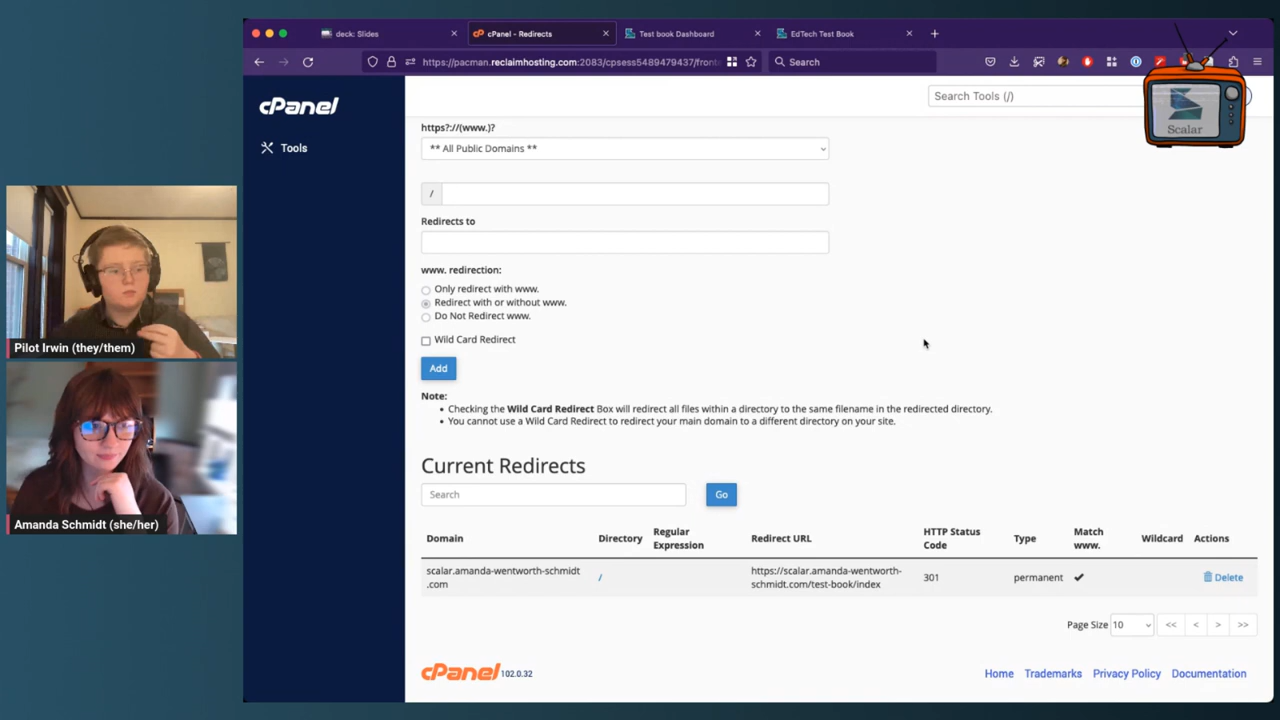 deck: Slides
cPanel - Redirects
Test book Dashboard
EdTech Test Book
https://pacman.reclaimhosting.com:2083/cpsess5489479437/front
Search
cPanel
Search Tools (/)
Scalar
Tools
https?://(www.)?
** All Public Domains **
/
Redirects to
www. redirection:
Only redirect with www.
Redirect with or without www.
Do Not Redirect www.
Wild Card Redirect
Add
Note:
• Checking the Wild Card Redirect Box will redirect all files within a directory to the same filename in the redirected directory.
• You cannot use a Wild Card Redirect to redirect your main domain to a different directory on your site.
Current Redirects
Search
Go
Domain Directory Regular Expression Redirect URL HTTP Status Code Type Match www. Wildcard Actions
scalar.amanda-wentworth-schmidt
.com
/
https://scalar.amanda-wentworth-
schmidt.com/test-book/index
301
permanent
Delete
Page Size 10 << < > >>
cPanel 102.0.32
Home Trademarks Privacy Policy Documentation
Pilot Irwin (they/them)
Amanda Schmidt (she/her)